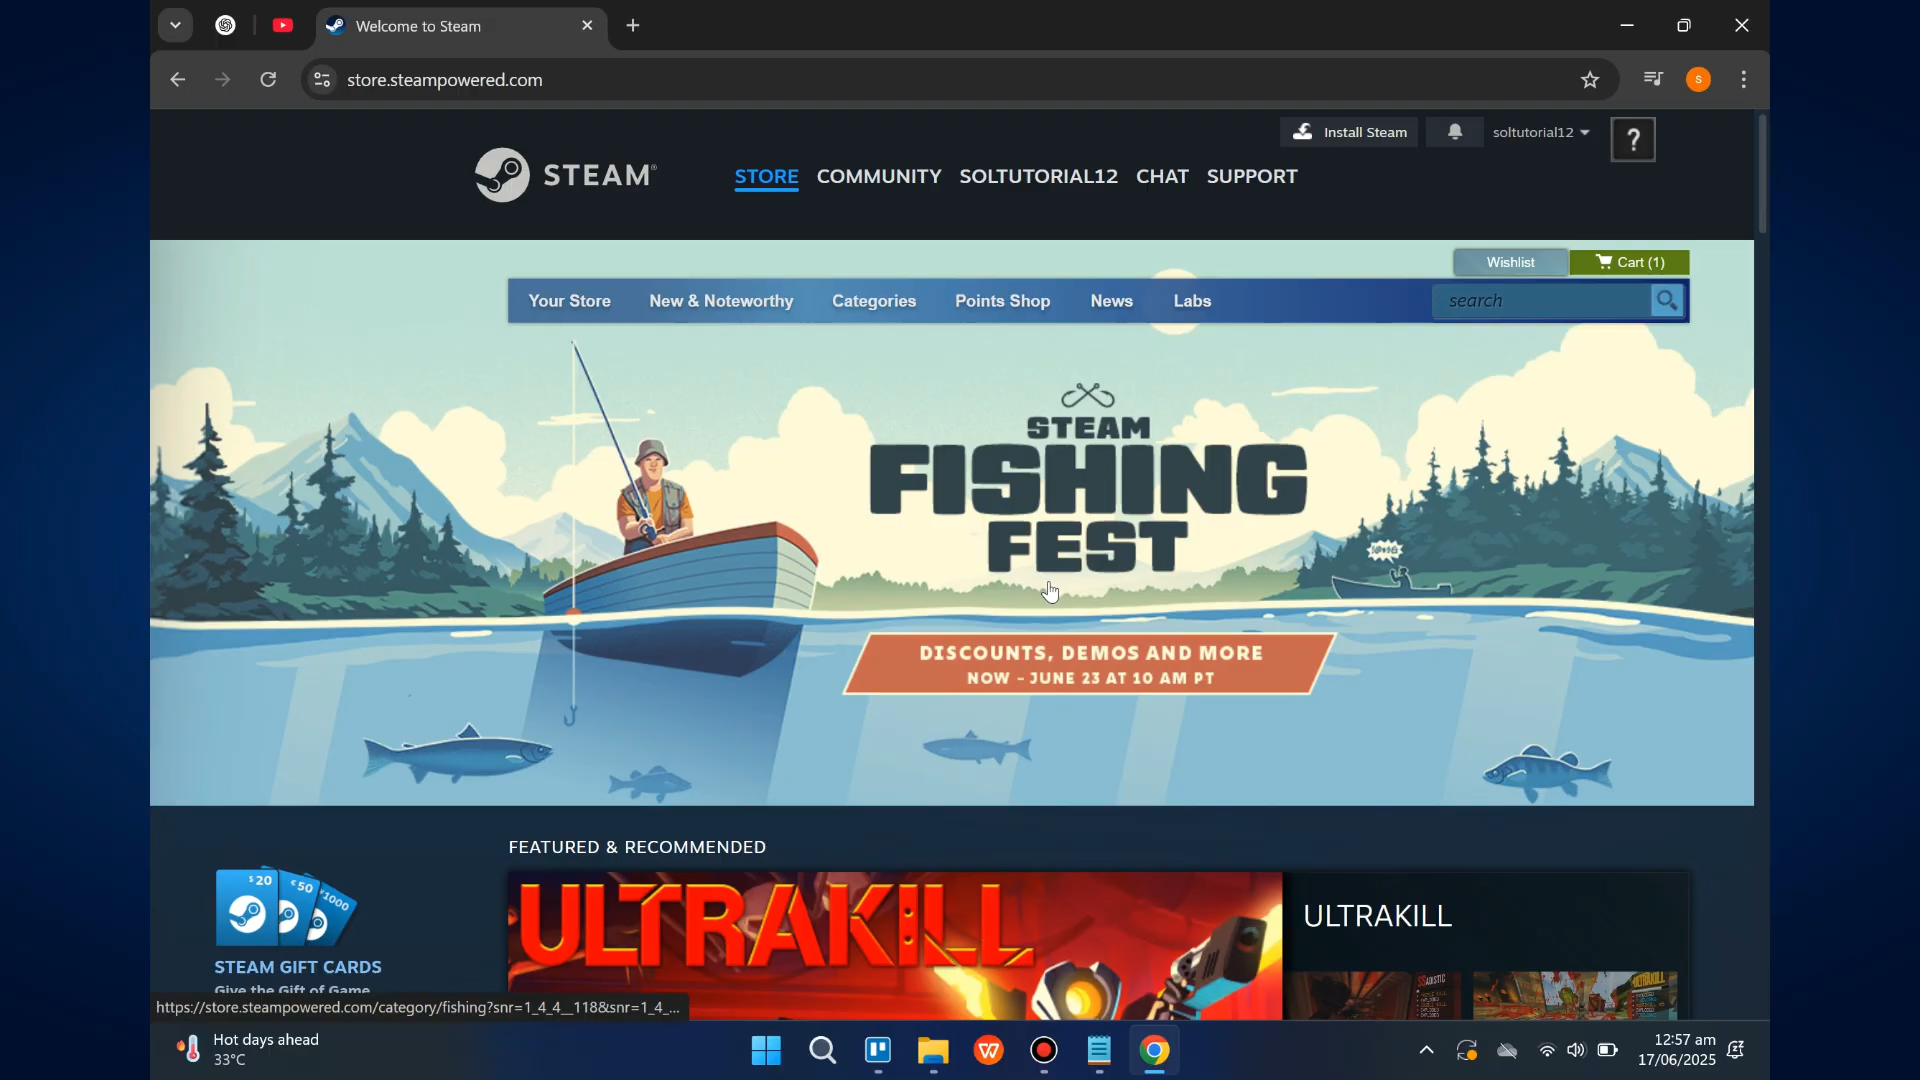 Welcome to Steam
store.steampowered.com
S
Install Steam
soltutorial12
?
STEAM®
STORE COMMUNITY SOLTUTORIAL12 CHAT SUPPORT
Wishlist
Cart (1)
Your Store New & Noteworthy Categories Points Shop News Labs
search
STEAM
FISHING
FEST
DISCOUNTS, DEMOS AND MORE
NOW - JUNE 23 AT 10 AM PT
FEATURED & RECOMMENDED
$20
€50
¥1000
STEAM GIFT CARDS
Give the Gift of Game
ULTRAKILL
ULTRAKILL
https://store.steampowered.com/category/fishing?snr=1_4_4__118&snr=1_4_...
Hot days ahead
33°C
12:57 am
17/06/2025